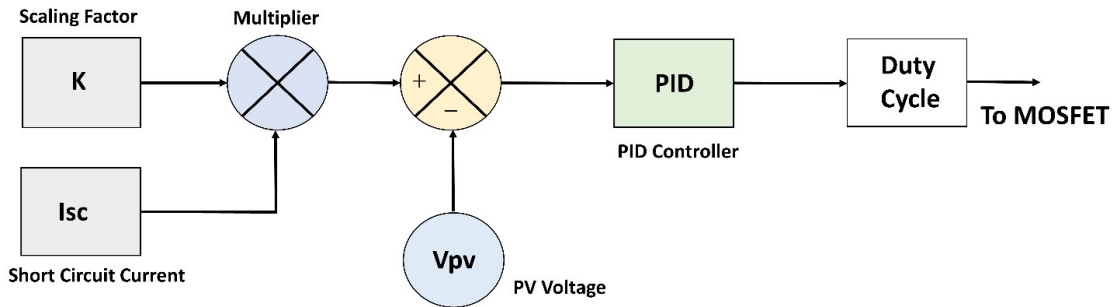 Scaling Factor
K
Multiplier
+
−
PID
PID Controller
Duty
Cycle
To MOSFET
Isc
Short Circuit Current
Vpv
PV Voltage